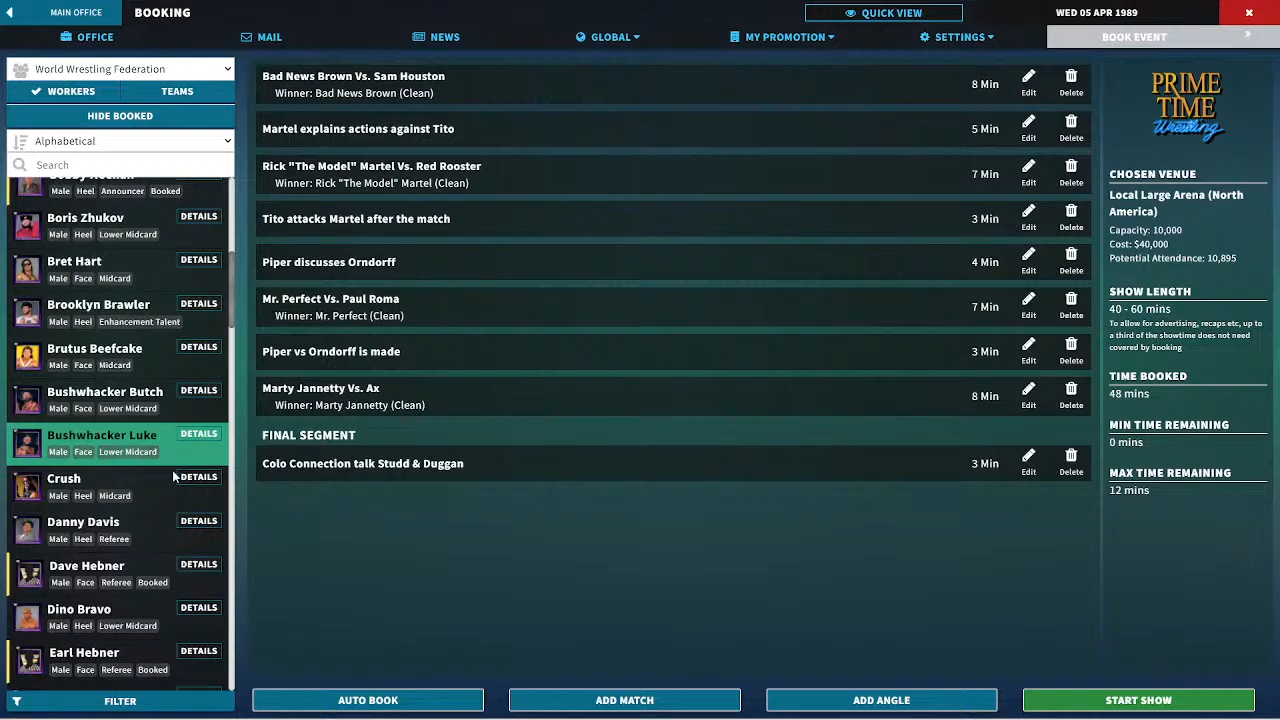 MAIN OFFICE
BOOKING
QUICK VIEW
WED 05 APR 1989
OFFICE
MAIL
NEWS
GLOBAL
MY PROMOTION
SETTINGS
BOOK EVENT
World Wrestling Federation
WORKERS
TEAMS
HIDE BOOKED
Alphabetical
Search
Male Heel Announcer Booked
Boris Zhukov DETAILS
Male Heel Lower Midcard
Bret Hart DETAILS
Male Face Midcard
Brooklyn Brawler DETAILS
Male Heel Enhancement Talent
Brutus Beefcake DETAILS
Male Face Midcard
Bushwhacker Butch DETAILS
Male Face Lower Midcard
Bushwhacker Luke DETAILS
Male Face Lower Midcard
Crush DETAILS
Male Heel Midcard
Danny Davis DETAILS
Male Heel Referee
Dave Hebner DETAILS
Male Face Referee Booked
Dino Bravo DETAILS
Male Heel Lower Midcard
Earl Hebner DETAILS
Male Face Referee Booked
FILTER
Bad News Brown Vs. Sam Houston
Winner: Bad News Brown (Clean)
8 Min Edit Delete
Martel explains actions against Tito
5 Min Edit Delete
Rick "The Model" Martel Vs. Red Rooster
Winner: Rick "The Model" Martel (Clean)
7 Min Edit Delete
Tito attacks Martel after the match
3 Min Edit Delete
Piper discusses Orndorff
4 Min Edit Delete
Mr. Perfect Vs. Paul Roma
Winner: Mr. Perfect (Clean)
7 Min Edit Delete
Piper vs Orndorff is made
3 Min Edit Delete
Marty Jannetty Vs. Ax
Winner: Marty Jannetty (Clean)
8 Min Edit Delete
FINAL SEGMENT
Colo Connection talk Studd & Duggan
3 Min Edit Delete
AUTO BOOK
ADD MATCH
ADD ANGLE
START SHOW
PRIME
TIME
Wrestling
CHOSEN VENUE
Local Large Arena (North
America)
Capacity: 10,000
Cost: $40,000
Potential Attendance: 10,895
SHOW LENGTH
40 - 60 mins
To allow for advertising, recaps etc, up to
a third of the showtime does not need
covered by booking
TIME BOOKED
48 mins
MIN TIME REMAINING
0 mins
MAX TIME REMAINING
12 mins